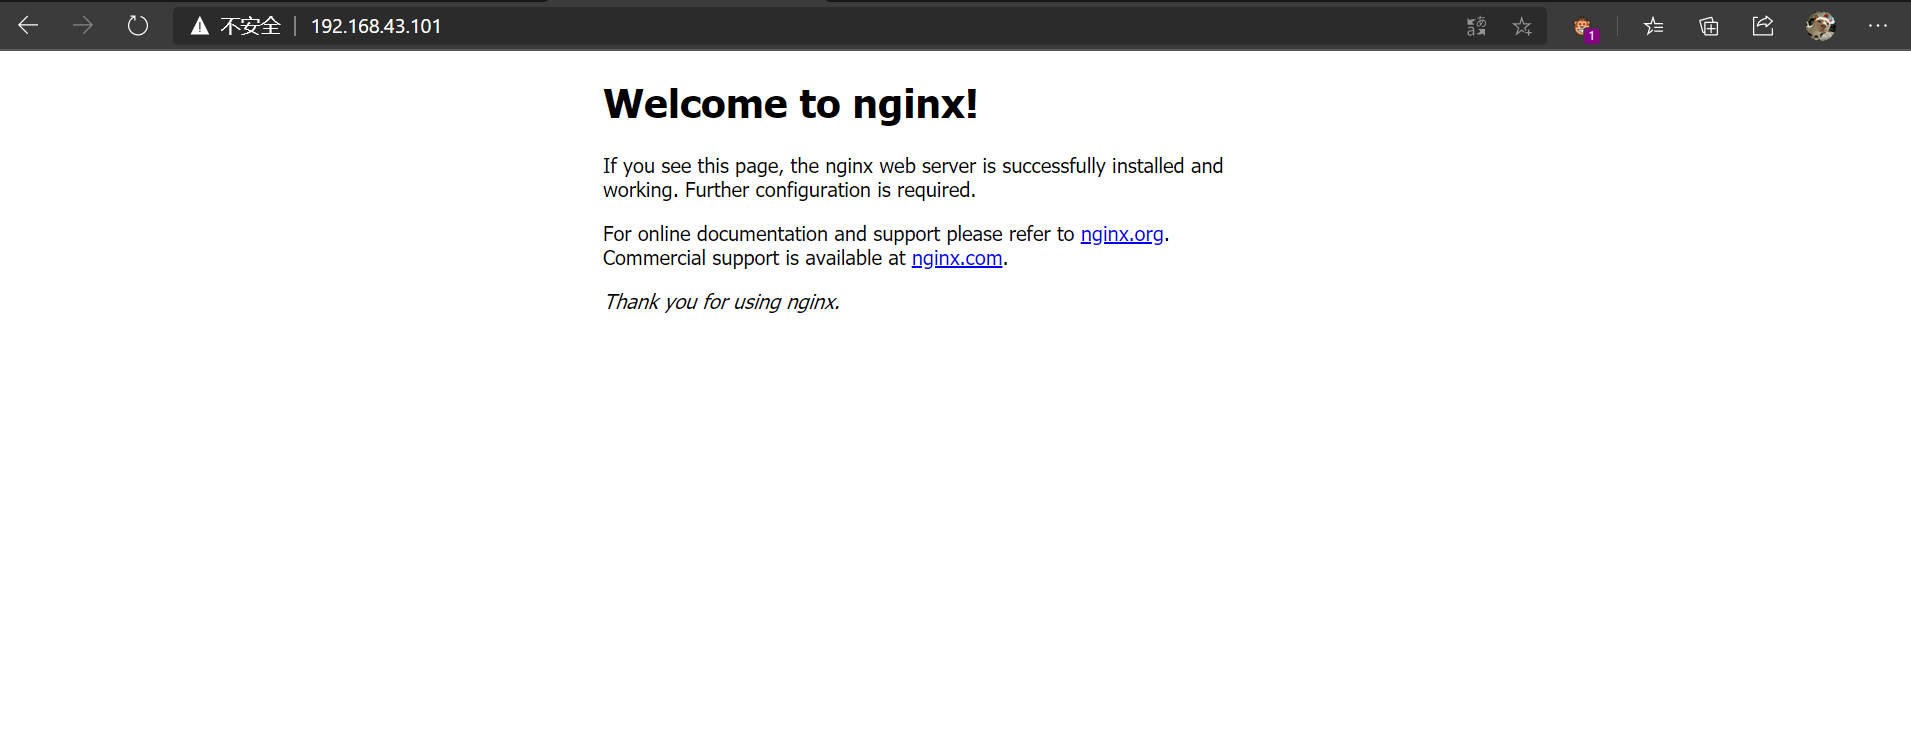 不安全 | 192.168.43.101
1
Welcome to nginx!
If you see this page, the nginx web server is successfully installed and
working. Further configuration is required.
For online documentation and support please refer to nginx.org.
Commercial support is available at nginx.com.
Thank you for using nginx.